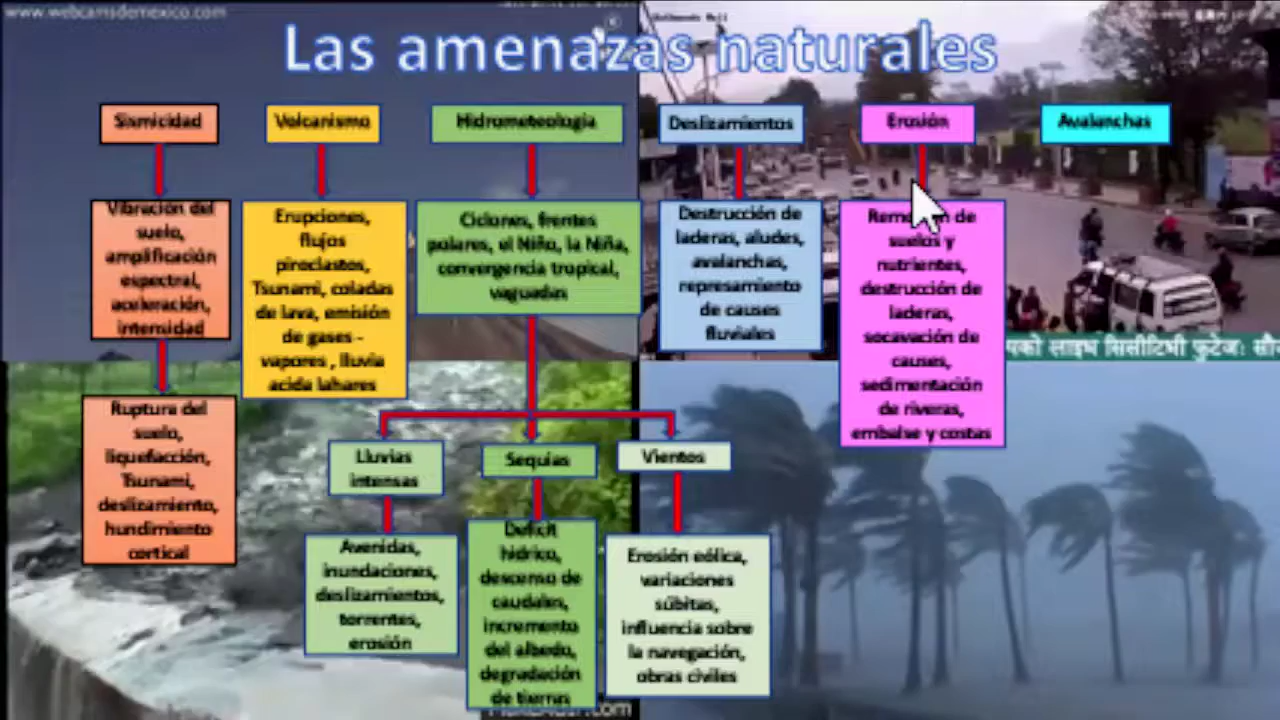 www.webcamsdemexico.com
Las amenazas naturales
Sismicidad
Volcanismo
Hidrometeología
Deslizamientos
Erosión
Avalanchas
Vibración del
suelo,
amplificación
espectral,
aceleración,
intensidad
Erupciones,
flujos
piroclastos,
Tsunami, coladas
de lava, emisión
de gases -
vapores , lluvia
acida lahares
Ciclones, frentes
polares, el Niño, la Niña,
convergencia tropical,
vaguadas
Destrucción de
laderas, aludes,
avalanchas,
represamiento
de causes
fluviales
de
suelos y
nutrientes,
destrucción de
laderas,
socavación de
causes,
sedimentación
de riveras,
embalse y costas
पको लाइभ सिसीटिभी फुटेजः
Ruptura del
suelo,
liquefacción,
Tsunami,
deslizamiento,
hundimiento
cortical
Lluvias
intensas
Sequias
Vientos
Avenidas,
inundaciones,
deslizamientos,
torrentes,
erosión
Deficit
hídrico,
descenso de
caudales,
incremento
del albedo,
degradación
de tierras
Erosión eólica,
variaciones
súbitas,
influencia sobre
la navegación,
obras civiles